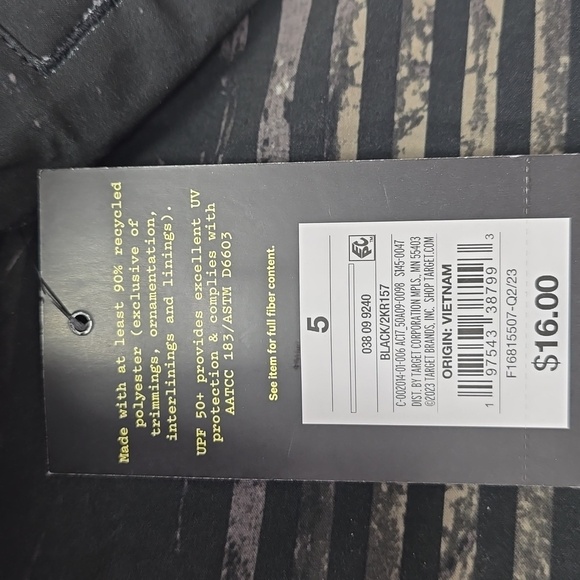 Made with at least 90% recycled
polyester (exclusive of
trimmings, ornamentation,
interlinings and linings).
UPF 50+ provides excellent UV
protection & complies with
AATCC 183/ASTM D6603
See item for full fiber content.
5
038 09 9240
BLACK/2KR157
C-002014-01-006 ACT7.50A09-0098 S145-0047
DIST. BY TARGET CORPORATION MPLS., MN 55403
©2023 TARGET BRANDS, INC. SHOP TARGET.COM
ORIGIN: VIETNAM
1 97543 38799 3
F16815507-Q2/23
$16.00